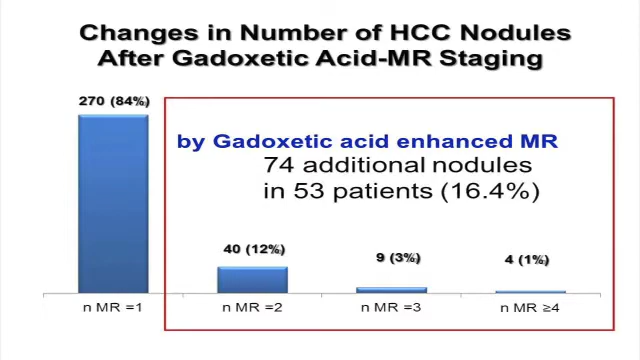 Changes in Number of HCC Nodules
After Gadoxetic Acid-MR Staging
270 (84%)
by Gadoxetic acid enhanced MR
74 additional nodules
in 53 patients (16.4%)
40 (12%)
9 (3%)
4 (1%)
n MR =1
n MR =2
n MR =3
n MR ≥4